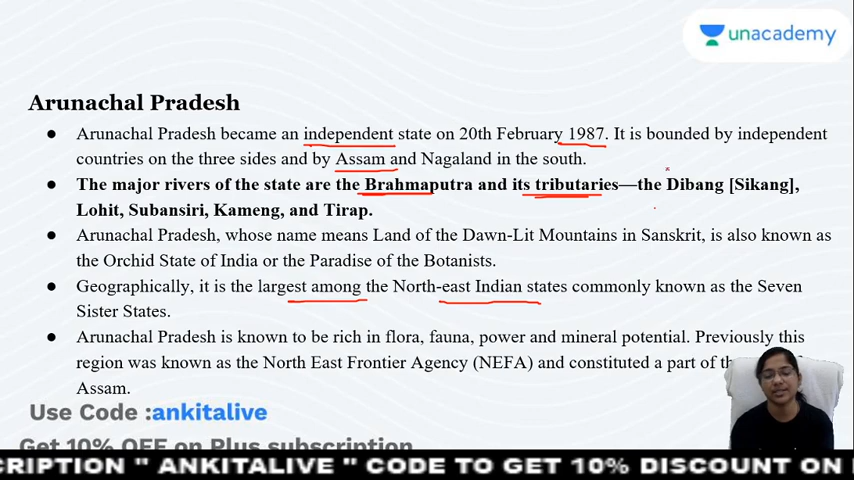 unacademy
Arunachal Pradesh
● Arunachal Pradesh became an independent state on 20th February 1987. It is bounded by independent
countries on the three sides and by Assam and Nagaland in the south.
● The major rivers of the state are the Brahmaputra and its tributaries—the Dibang [Sikang],
Lohit, Subansiri, Kameng, and Tirap.
● Arunachal Pradesh, whose name means Land of the Dawn-Lit Mountains in Sanskrit, is also known as
the Orchid State of India or the Paradise of the Botanists.
● Geographically, it is the largest among the North-east Indian states commonly known as the Seven
Sister States.
● Arunachal Pradesh is known to be rich in flora, fauna, power and mineral potential. Previously this
region was known as the North East Frontier Agency (NEFA) and constituted a part of
Assam.
Use Code :ankitalive
Get 10% OFF on Plus subscription
CRIPTION " ANKITALIVE " CODE TO GET 10% DISCOUNT ON